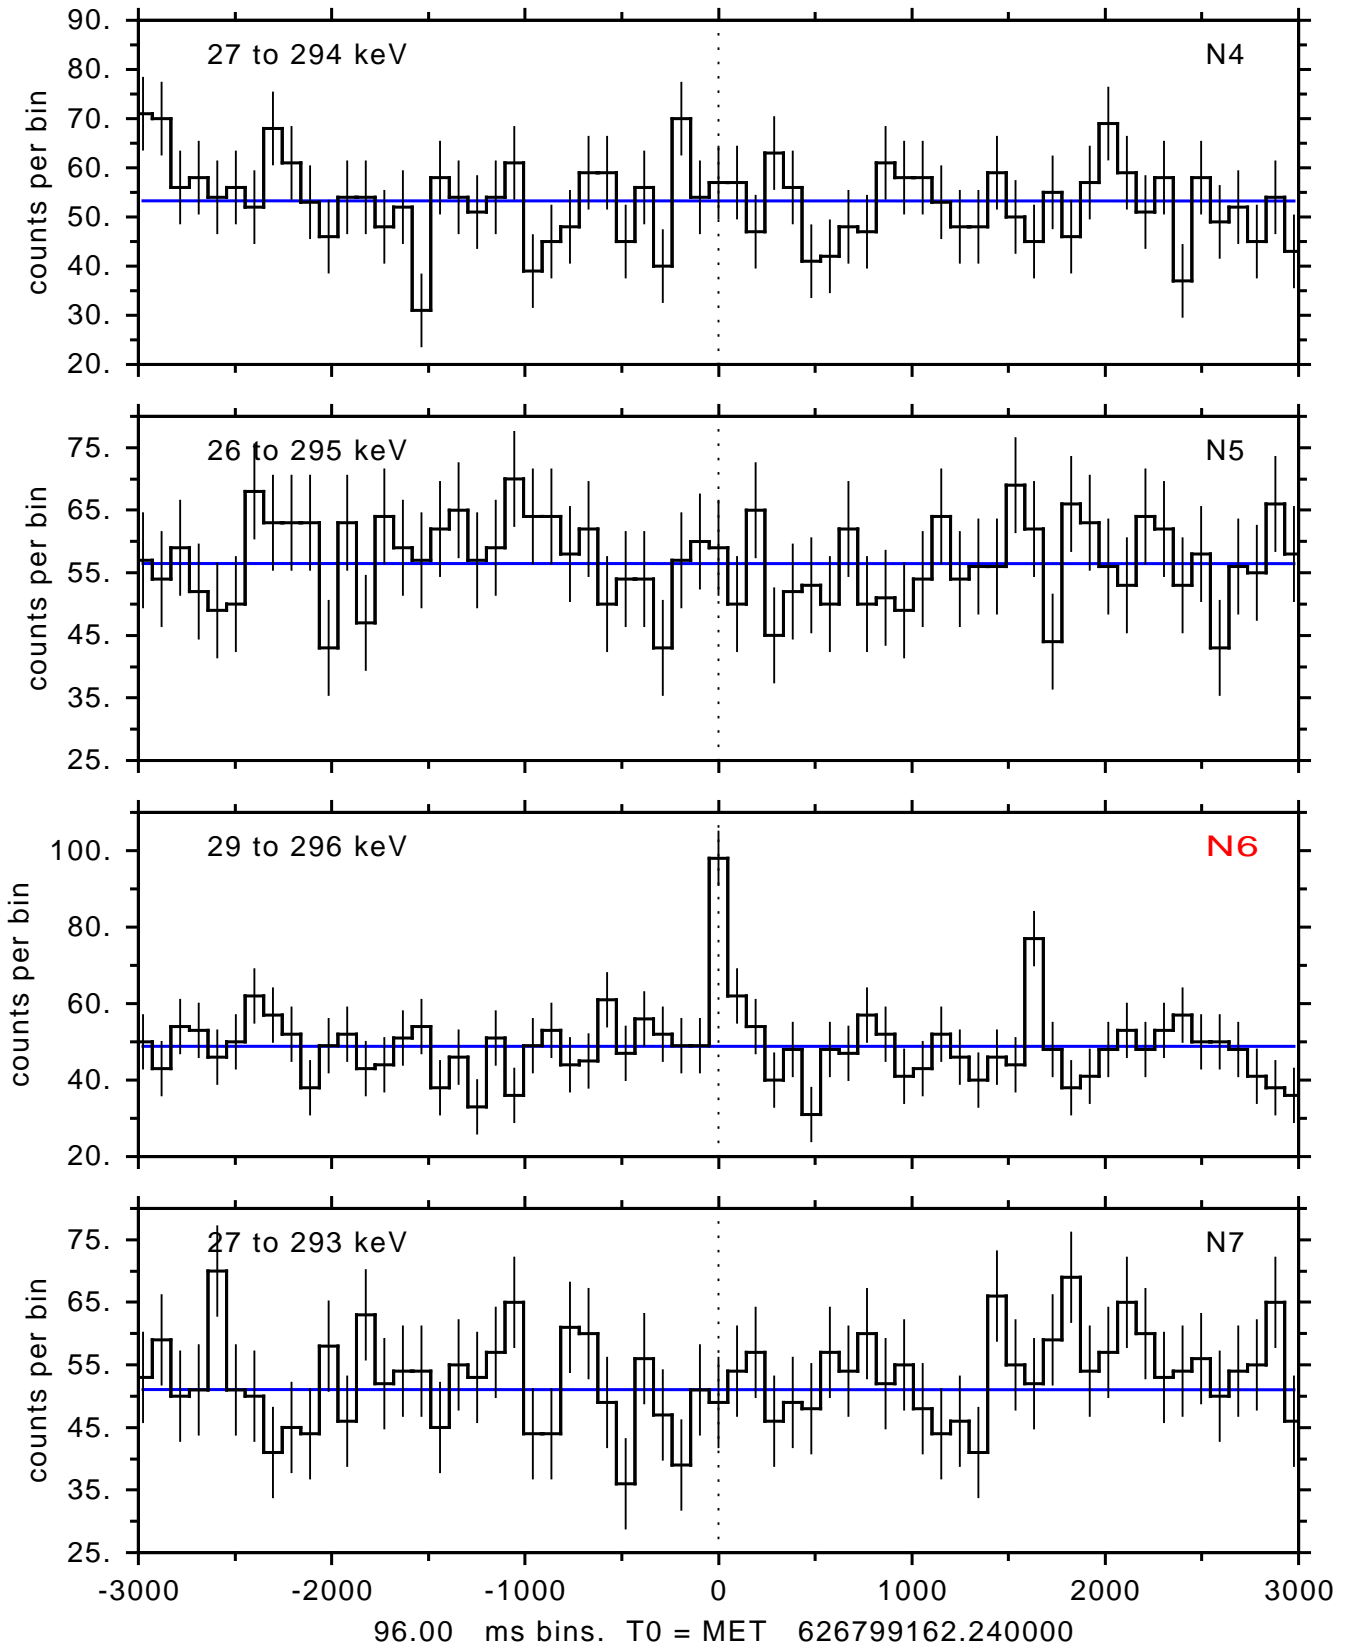 90.
27 to 294 keV
N4
80.
70.
60.
50.
40.
30.
20.
counts per bin
75.
26 to 295 keV
N5
65.
55.
45.
35.
25.
counts per bin
100.
29 to 296 keV
N6
80.
60.
40.
20.
counts per bin
75.
27 to 293 keV
N7
65.
55.
45.
35.
25.
counts per bin
-3000 -2000 -1000 0 1000 2000 3000
96.00 ms bins. T0 = MET 626799162.240000